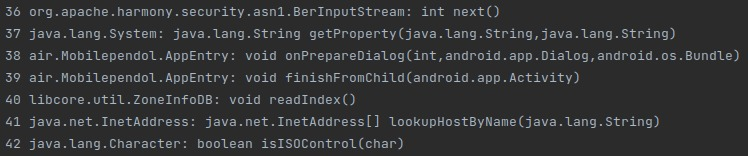 36 org.apache.harmony.security.asn1.BerInputStream: int next()
37 java.lang.System: java.lang.String getProperty(java.lang.String,java.lang.String)
38 air.Mobilependol.AppEntry: void onPrepareDialog(int,android.app.Dialog,android.os.Bundle)
39 air.Mobilependol.AppEntry: void finishFromChild(android.app.Activity)
40 libcore.util.ZoneInfoDB: void readIndex()
41 java.net.InetAddress: java.net.InetAddress[] lookupHostByName(java.lang.String)
42 java.lang.Character: boolean isISOControl(char)